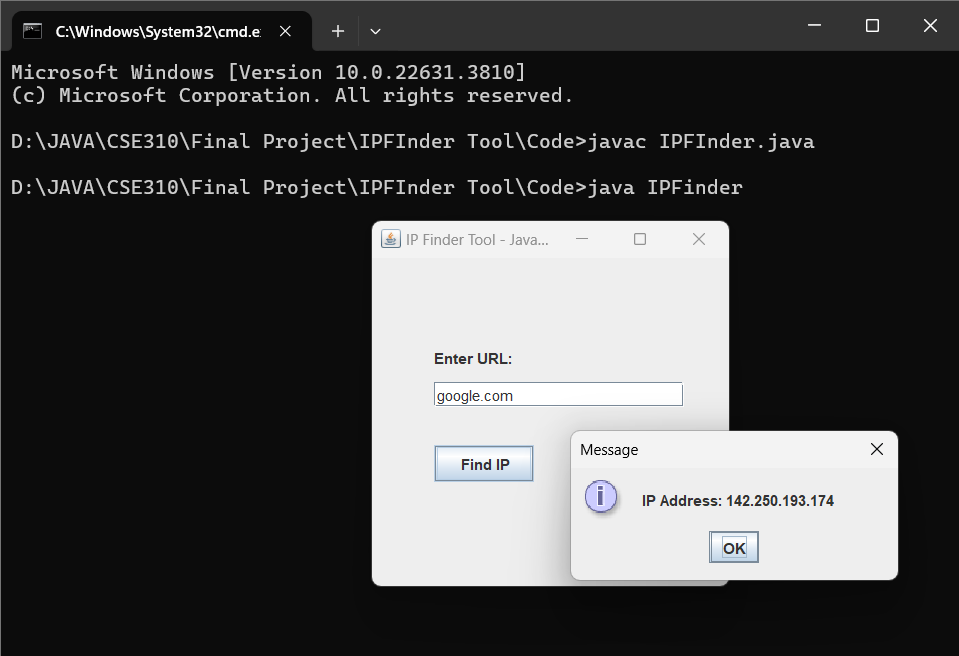 C:\Windows\System32\cmd.e
Microsoft Windows [Version 10.0.22631.3810]
(c) Microsoft Corporation. All rights reserved.
D:\JAVA\CSE310\Final Project\IPFInder Tool\Code>javac IPFInder.java
D:\JAVA\CSE310\Final Project\IPFInder Tool\Code>java IPFinder
IP Finder Tool - Java...
Enter URL:
google.com
Find IP
Message
i
IP Address: 142.250.193.174
OK